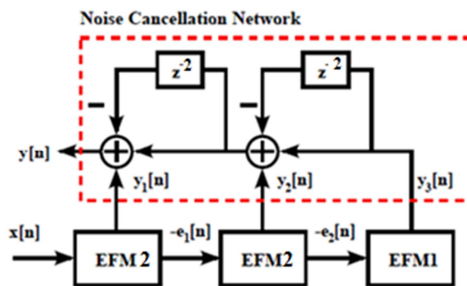 Noise Cancellation Network
z-2 z-2
y[n]
y1[n] y2[n] y3[n]
x[n] -e1[n] -e2[n]
EFM 2 EFM2 EFM1